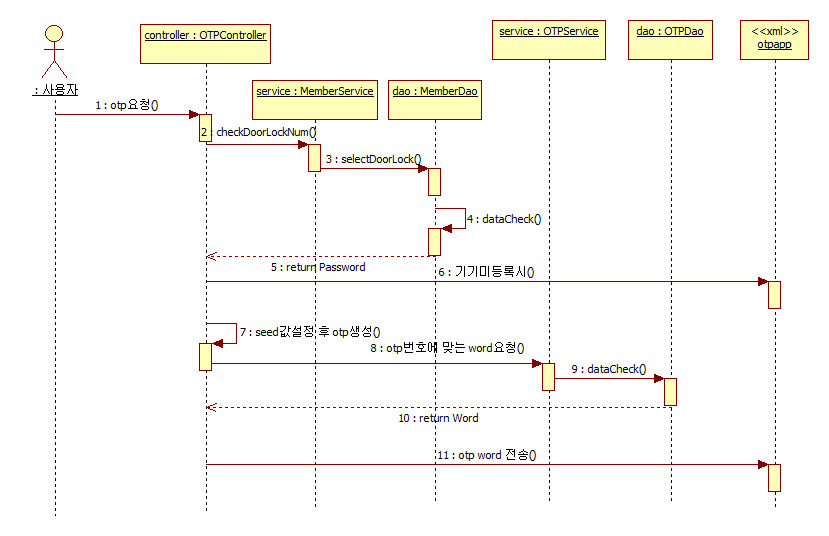 controller : OTPController
service : OTPService
dao : OTPDao
<<xml>>
otpapp
: 사용자
service : MemberService
dao : MemberDao
1 : otp요청()
2 : checkDoorLockNum()
3 : selectDoorLock()
4 : dataCheck()
5 : return Password
6 : 기기미등록시()
7 : seed값설정 후 otp생성()
8 : otp번호에 맞는 word요청()
9 : dataCheck()
10 : return Word
11 : otp word 전송()